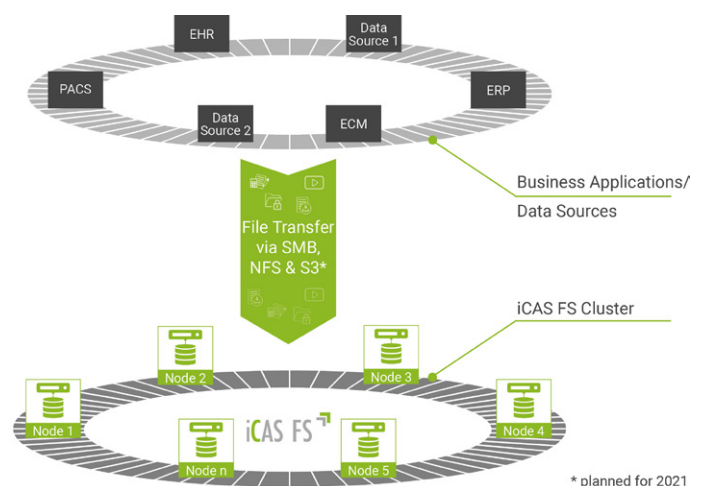 EHR
Data
Source 1
PACS
ERP
Data
Source 2
ECM
Business Applications/
Data Sources
File Transfer
via SMB,
NFS & S3*
iCAS FS Cluster
Node 2
Node 3
Node 1
Node 4
iCAS FS
Node n
Node 5
* planned for 2021